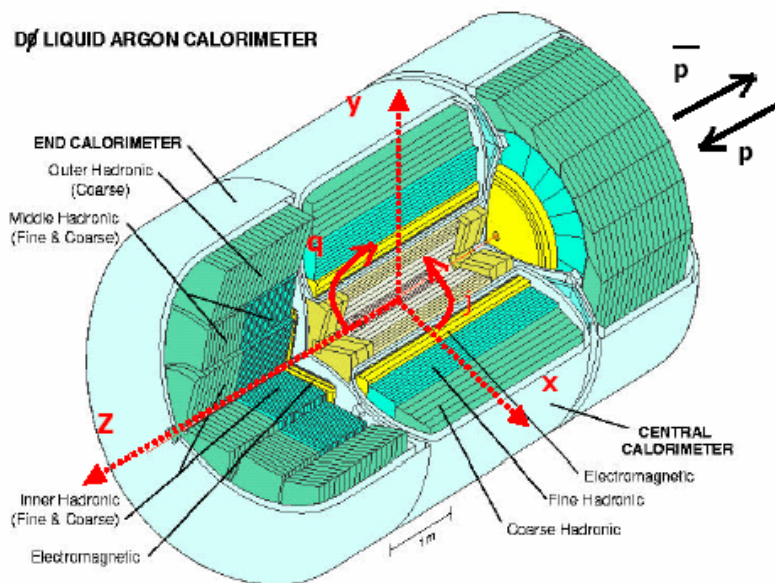 DØ LIQUID ARGON CALORIMETER
p
p
y
END CALORIMETER
Outer Hadronic
(Coarse)
Middle Hadronic
(Fine & Coarse)
q
j
x
Z
CENTRAL
CALORIMETER
Electromagnetic
Fine Hadronic
Coarse Hadronic
Inner Hadronic
(Fine & Coarse)
Electromagnetic
1m